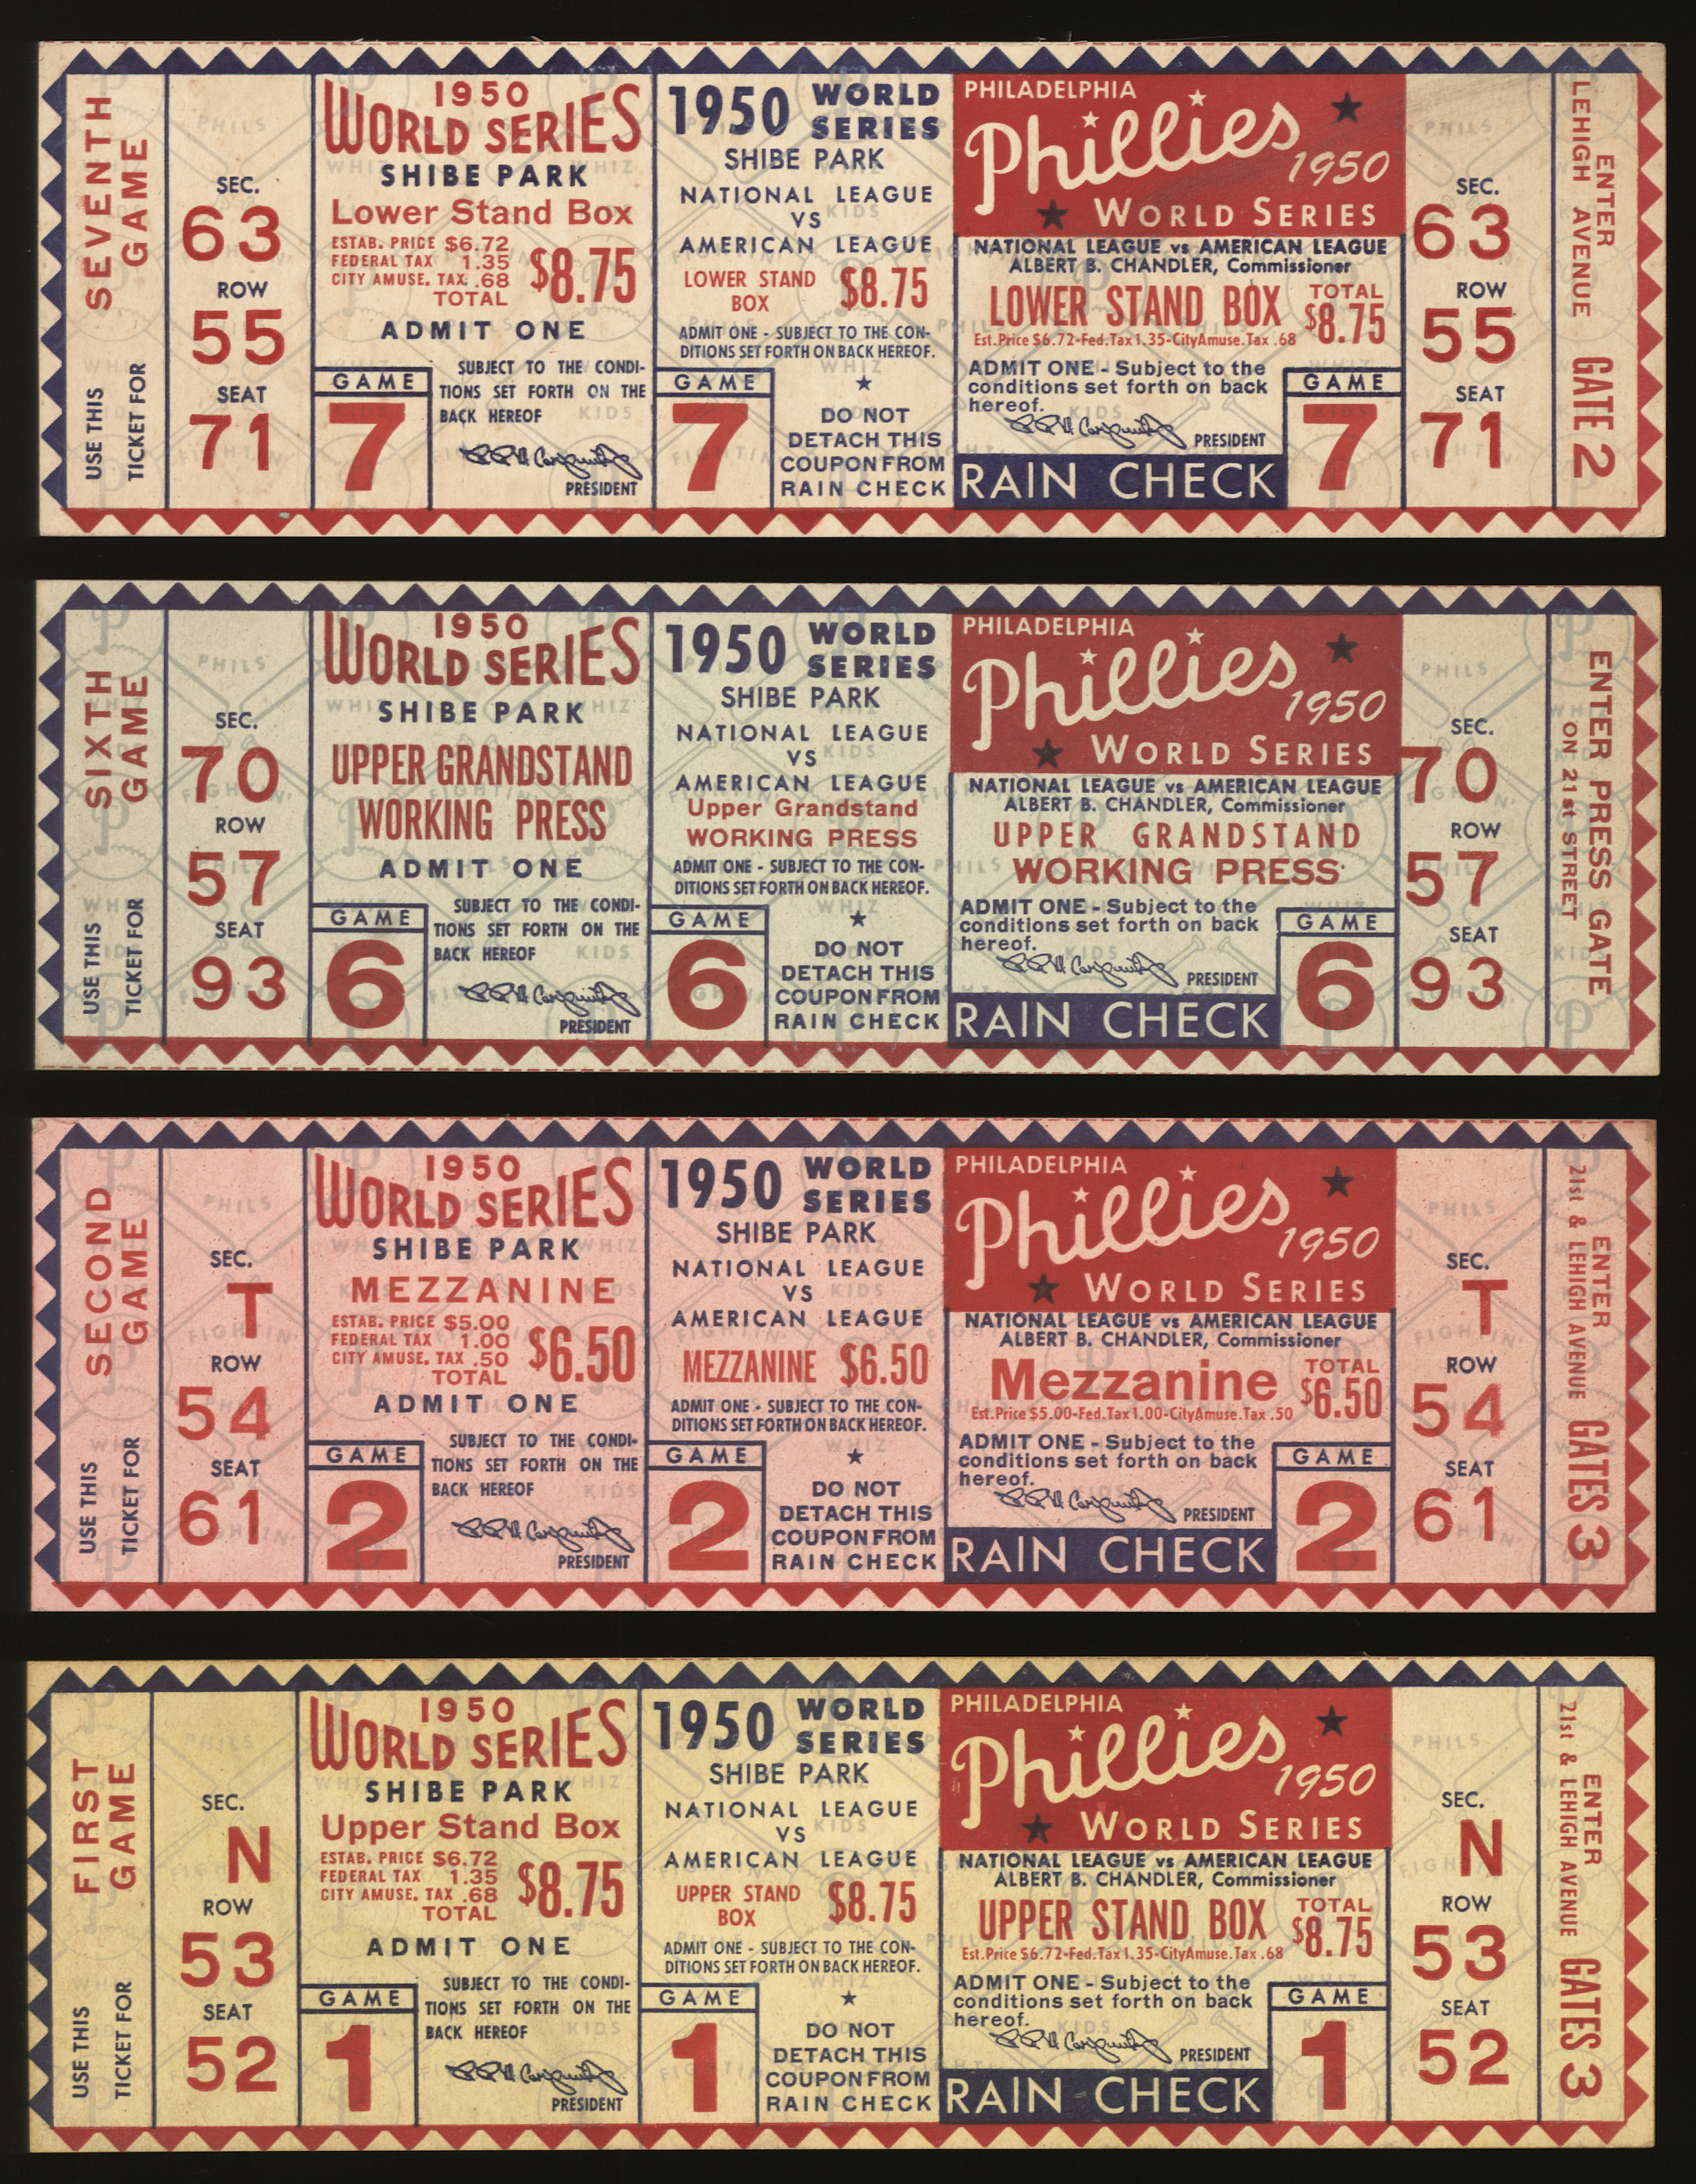 SEVENTH
GAME
USE THIS
TICKET FOR
SEC.
63
ROW
55
SEAT
71
1950
WORLD SERIES
SHIBE PARK
Lower Stand Box
ESTAB. PRICE $6.72
FEDERAL TAX 1.35
CITY AMUSE. TAX .68
TOTAL
$8.75
ADMIT ONE
GAME
7
SUBJECT TO THE CONDI-
TIONS SET FORTH ON THE
BACK HEREOF
PRESIDENT
1950 WORLD
SERIES
SHIBE PARK
NATIONAL LEAGUE
VS
AMERICAN LEAGUE
LOWER STAND
BOX
$8.75
ADMIT ONE - SUBJECT TO THE CON-
DITIONS SET FORTH ON BACK HEREOF.
GAME
7
DO NOT
DETACH THIS
COUPON FROM
RAIN CHECK
PHILADELPHIA
Phillies
1950
WORLD SERIES
NATIONAL LEAGUE vs AMERICAN LEAGUE
ALBERT B. CHANDLER, Commissioner
LOWER STAND BOX
TOTAL
$8.75
Est.Price $6.72-Fed.Tax 1.35-City Amuse.Tax .68
ADMIT ONE - Subject to the
conditions set forth on back
hereof.
PRESIDENT
RAIN CHECK
GAME
7
SEC.
63
ROW
55
SEAT
71
ENTER
LEHIGH AVENUE GATE 2
SIXTH
GAME
USE THIS
TICKET FOR
SEC.
70
ROW
57
SEAT
93
1950
WORLD SERIES
SHIBE PARK
UPPER GRANDSTAND
WORKING PRESS
ADMIT ONE
GAME
6
SUBJECT TO THE CONDI-
TIONS SET FORTH ON THE
BACK HEREOF
PRESIDENT
1950 WORLD
SERIES
SHIBE PARK
NATIONAL LEAGUE
VS
AMERICAN LEAGUE
Upper Grandstand
WORKING PRESS
ADMIT ONE - SUBJECT TO THE CON-
DITIONS SET FORTH ON BACK HEREOF.
GAME
6
DO NOT
DETACH THIS
COUPON FROM
RAIN CHECK
PHILADELPHIA
Phillies
1950
WORLD SERIES
NATIONAL LEAGUE vs AMERICAN LEAGUE
ALBERT B. CHANDLER, Commissioner
UPPER GRANDSTAND
WORKING PRESS
ADMIT ONE - Subject to the
conditions set forth on back
hereof.
PRESIDENT
RAIN CHECK
GAME
6
SEC.
70
ROW
57
SEAT
93
ENTER PRESS GATE
ON 21st STREET
SECOND
GAME
USE THIS
TICKET FOR
SEC.
T
ROW
54
SEAT
61
1950
WORLD SERIES
SHIBE PARK
MEZZANINE
ESTAB. PRICE $5.00
FEDERAL TAX 1.00
CITY AMUSE. TAX .50
TOTAL
$6.50
ADMIT ONE
GAME
2
SUBJECT TO THE CONDI-
TIONS SET FORTH ON THE
BACK HEREOF
PRESIDENT
1950 WORLD
SERIES
SHIBE PARK
NATIONAL LEAGUE
VS
AMERICAN LEAGUE
MEZZANINE $6.50
ADMIT ONE - SUBJECT TO THE CON-
DITIONS SET FORTH ON BACK HEREOF.
GAME
2
DO NOT
DETACH THIS
COUPON FROM
RAIN CHECK
PHILADELPHIA
Phillies
1950
WORLD SERIES
NATIONAL LEAGUE vs AMERICAN LEAGUE
ALBERT B. CHANDLER, Commissioner
Mezzanine
TOTAL
$6.50
Est.Price $5.00-Fed.Tax 1.00-City Amuse.Tax .50
ADMIT ONE - Subject to the
conditions set forth on back
hereof.
PRESIDENT
RAIN CHECK
GAME
2
SEC.
T
ROW
54
SEAT
61
ENTER
21st & LEHIGH AVENUE GATES 3
FIRST
GAME
USE THIS
TICKET FOR
SEC.
N
ROW
53
SEAT
52
1950
WORLD SERIES
SHIBE PARK
Upper Stand Box
ESTAB. PRICE $6.72
FEDERAL TAX 1.35
CITY AMUSE. TAX .68
TOTAL
$8.75
ADMIT ONE
GAME
1
SUBJECT TO THE CONDI-
TIONS SET FORTH ON THE
BACK HEREOF
PRESIDENT
1950 WORLD
SERIES
SHIBE PARK
NATIONAL LEAGUE
VS
AMERICAN LEAGUE
UPPER STAND
BOX
$8.75
ADMIT ONE - SUBJECT TO THE CON-
DITIONS SET FORTH ON BACK HEREOF.
GAME
1
DO NOT
DETACH THIS
COUPON FROM
RAIN CHECK
PHILADELPHIA
Phillies
1950
WORLD SERIES
NATIONAL LEAGUE vs AMERICAN LEAGUE
ALBERT B. CHANDLER, Commissioner
UPPER STAND BOX
TOTAL
$8.75
Est.Price $6.72-Fed.Tax 1.35-City Amuse.Tax .68
ADMIT ONE - Subject to the
conditions set forth on back
hereof.
PRESIDENT
RAIN CHECK
GAME
1
SEC.
N
ROW
53
SEAT
52
ENTER
21st & LEHIGH AVENUE GATES 3